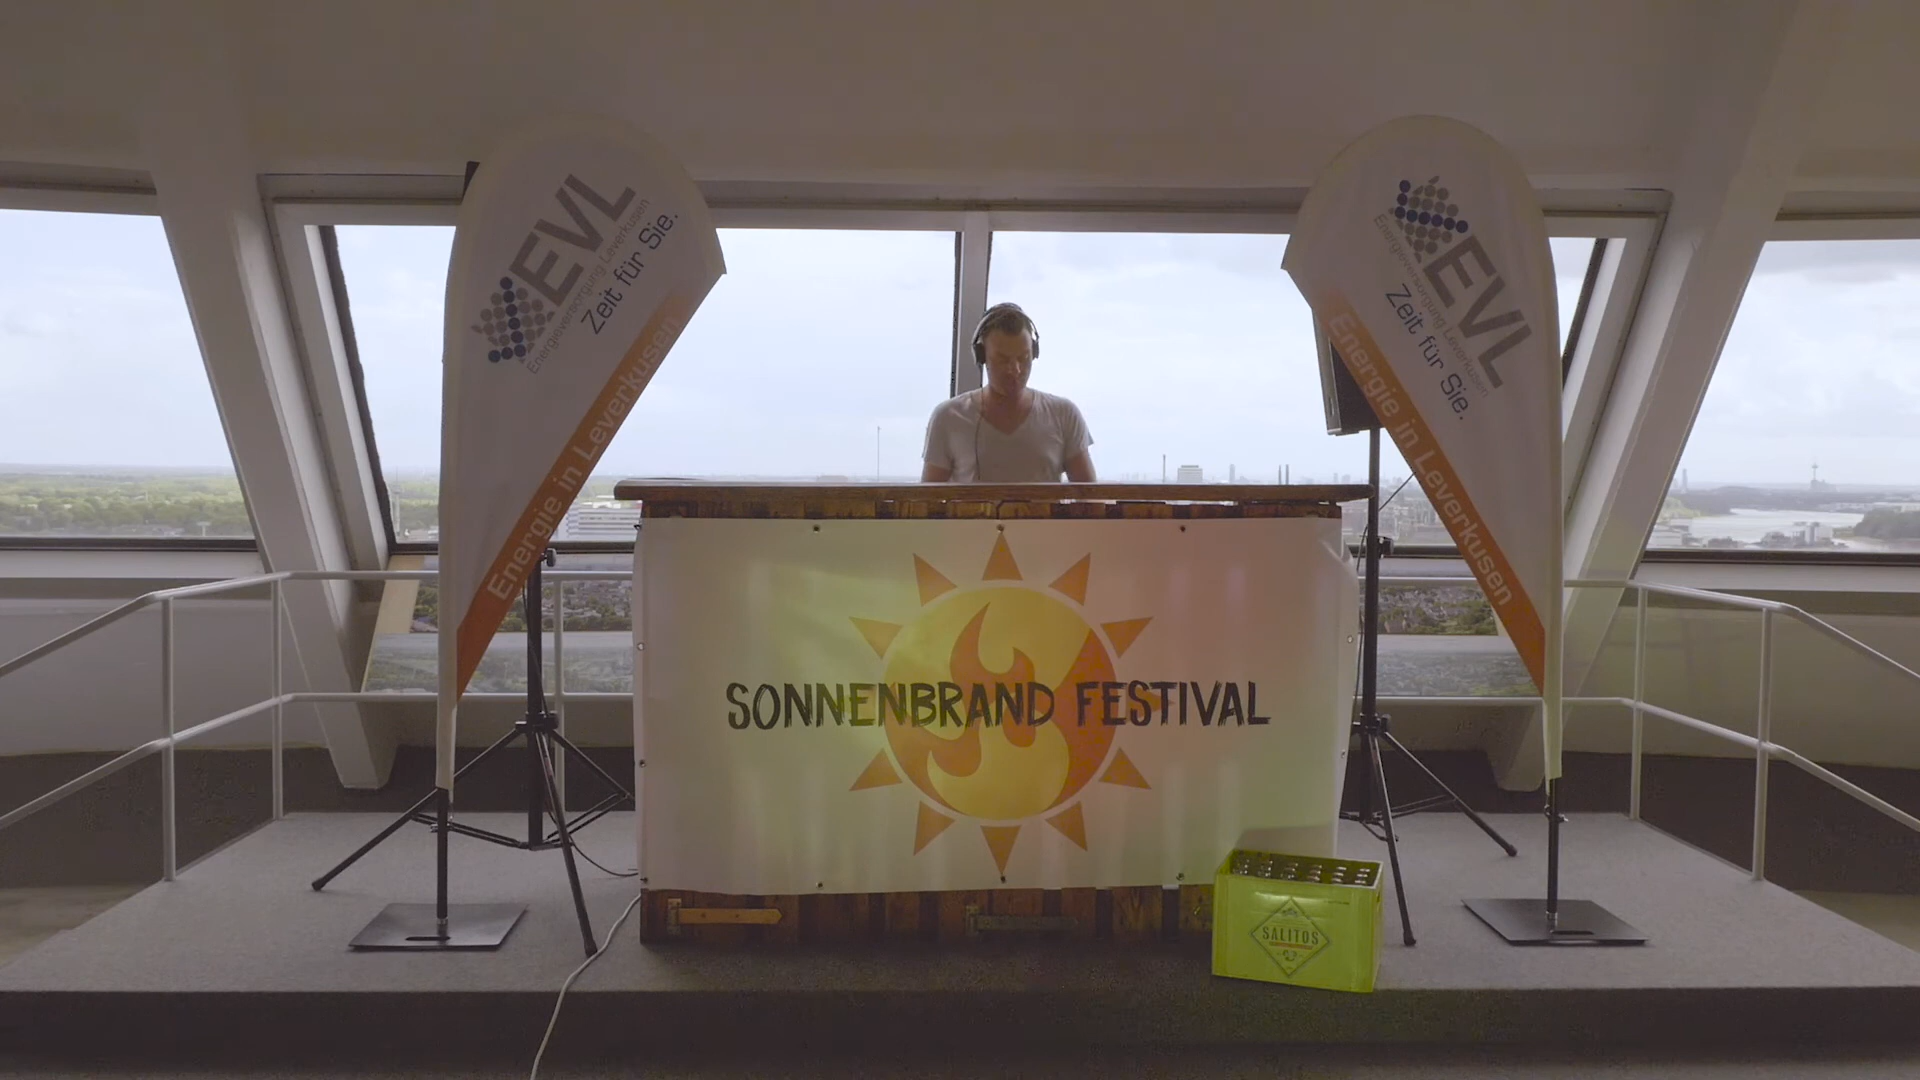 EVL
Energieversorgung Leverkusen
Zeit für Sie.
Energie in Leverkusen
EVL
Energieversorgung Leverkusen
Zeit für Sie.
Energie in Leverkusen
SONNENBRAND FESTIVAL
SALITOS